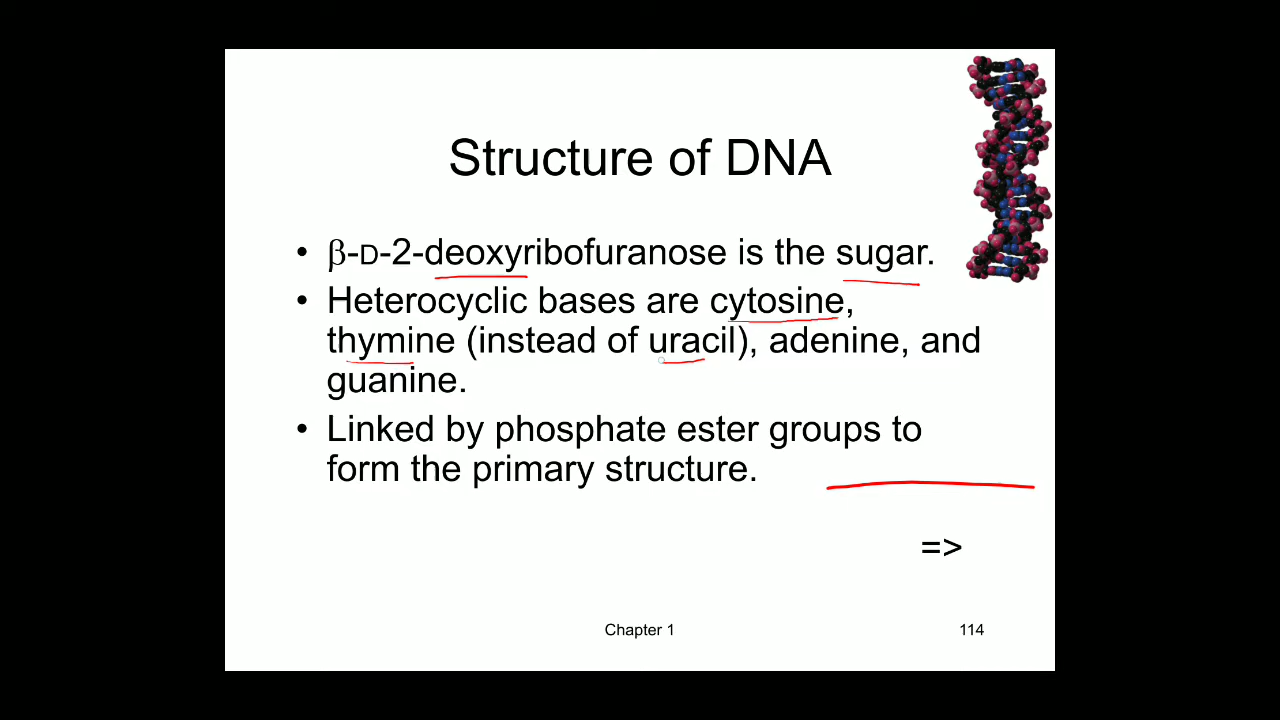 Structure of DNA
• β-D-2-deoxyribofuranose is the sugar.
• Heterocyclic bases are cytosine,
thymine (instead of uracil), adenine, and
guanine.
• Linked by phosphate ester groups to
form the primary structure.
=>
Chapter 1
114